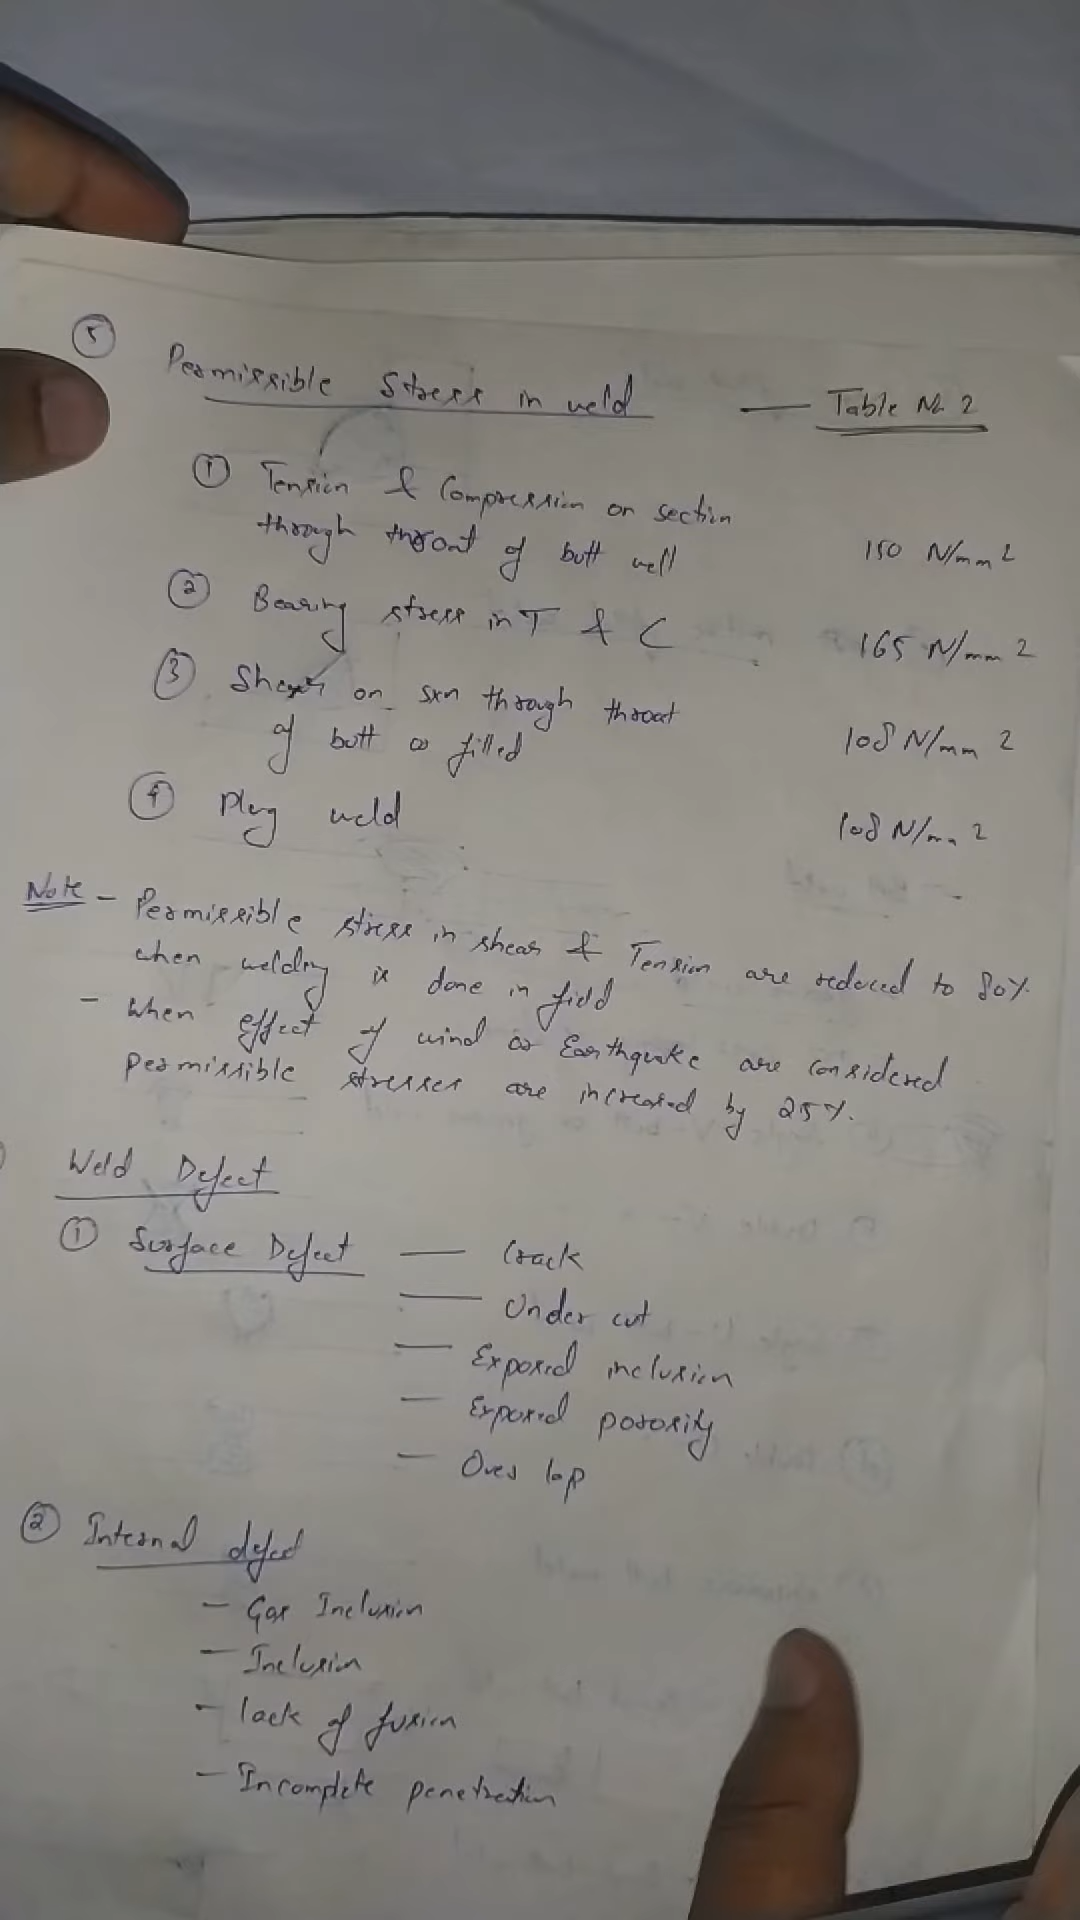 ⑤ Permissible Stress in weld — Table No. 2
① Tension & Compression on section
through throat of butt well 150 N/mm2
② Bearing stress in T & C 165 N/mm2
③ Shear on sxn through throat
of butt or filled 108 N/mm2
④ Plug weld 108 N/mm2
Note - Permissible stress in shear & Tension are reduced to 80%.
when welding is done in field
- When effect of wind or Earthquake are considered
permissible stresses are increased by 25%.
Weld Defect
① Surface Defect — Crack
— Under cut
— Exposed inclusion
— Exposed porosity
— Over lap
② Internal defect
— Gas Inclusion
— Inclusion
- lack of fusion
— Incomplete penetration